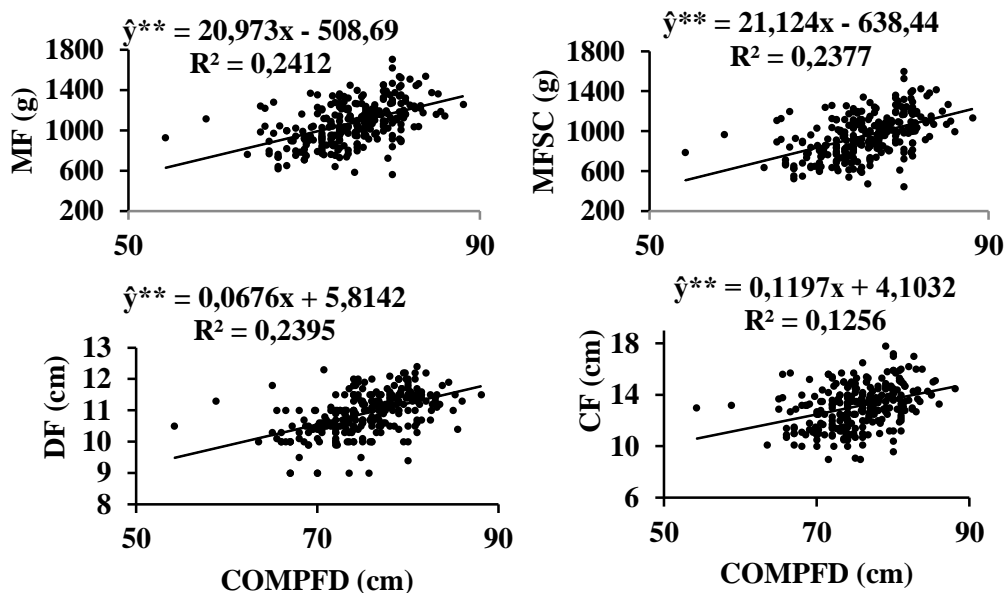 ŷ** = 20,973x - 508,69
R² = 0,2412
MF (g)
1800
1400
1000
600
200
50
90
ŷ** = 21,124x - 638,44
R² = 0,2377
MFSC (g)
1800
1400
1000
600
200
50
90
ŷ** = 0,0676x + 5,8142
R² = 0,2395
DF (cm)
13
12
11
10
9
8
50
70
90
COMPFD (cm)
ŷ** = 0,1197x + 4,1032
R² = 0,1256
CF (cm)
18
14
10
6
50
70
90
COMPFD (cm)